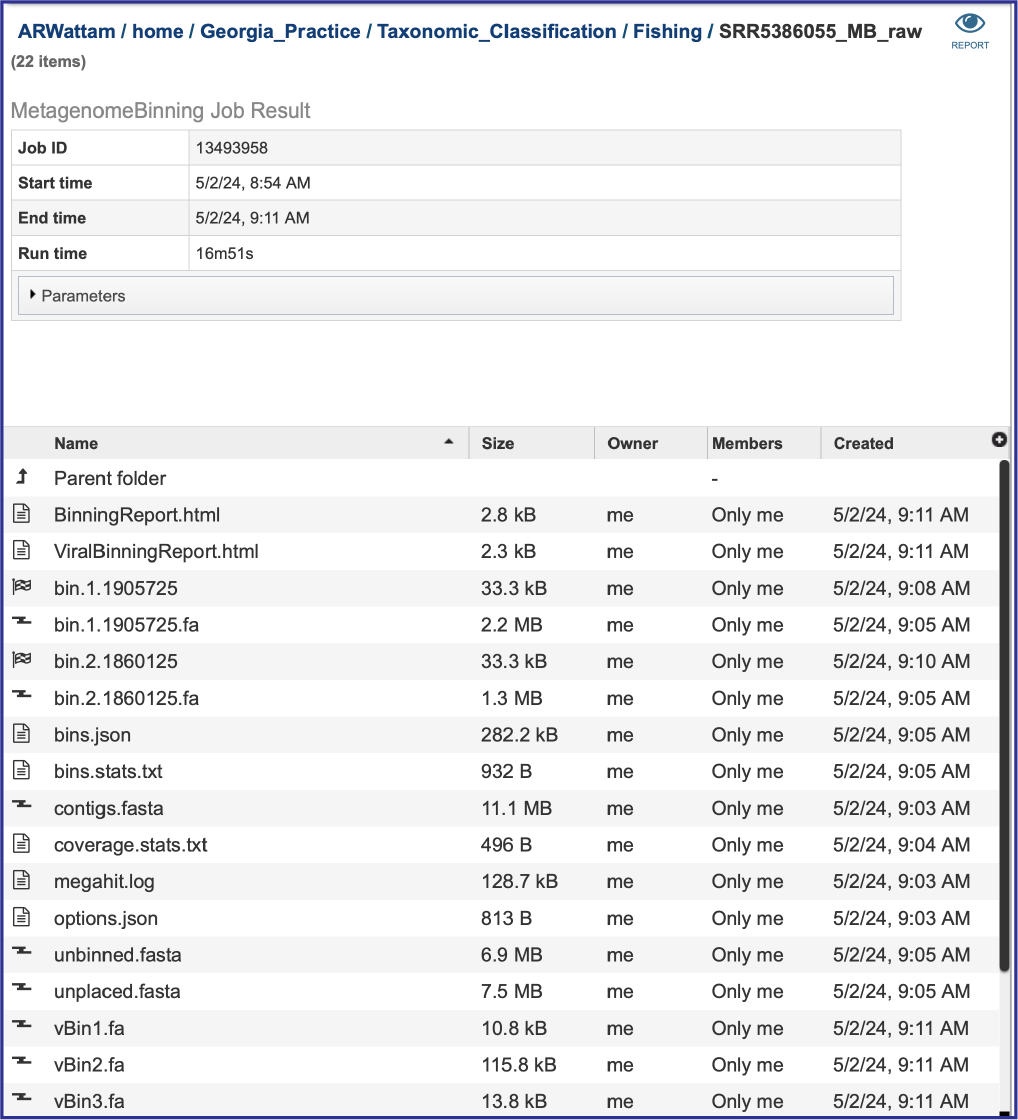 ARWattam / home / Georgia_Practice / Taxonomic_Classification / Fishing / SRR5386055_MB_raw
REPORT
(22 items)
MetagenomeBinning Job Result
Job ID 13493958
Start time 5/2/24, 8:54 AM
End time 5/2/24, 9:11 AM
Run time 16m51s
Parameters
Name Size Owner Members Created
Parent folder -
BinningReport.html 2.8 kB me Only me 5/2/24, 9:11 AM
ViralBinningReport.html 2.3 kB me Only me 5/2/24, 9:11 AM
bin.1.1905725 33.3 kB me Only me 5/2/24, 9:08 AM
bin.1.1905725.fa 2.2 MB me Only me 5/2/24, 9:05 AM
bin.2.1860125 33.3 kB me Only me 5/2/24, 9:10 AM
bin.2.1860125.fa 1.3 MB me Only me 5/2/24, 9:05 AM
bins.json 282.2 kB me Only me 5/2/24, 9:05 AM
bins.stats.txt 932 B me Only me 5/2/24, 9:05 AM
contigs.fasta 11.1 MB me Only me 5/2/24, 9:03 AM
coverage.stats.txt 496 B me Only me 5/2/24, 9:04 AM
megahit.log 128.7 kB me Only me 5/2/24, 9:03 AM
options.json 813 B me Only me 5/2/24, 9:03 AM
unbinned.fasta 6.9 MB me Only me 5/2/24, 9:05 AM
unplaced.fasta 7.5 MB me Only me 5/2/24, 9:05 AM
vBin1.fa 10.8 kB me Only me 5/2/24, 9:11 AM
vBin2.fa 115.8 kB me Only me 5/2/24, 9:11 AM
vBin3.fa 13.8 kB me Only me 5/2/24, 9:11 AM